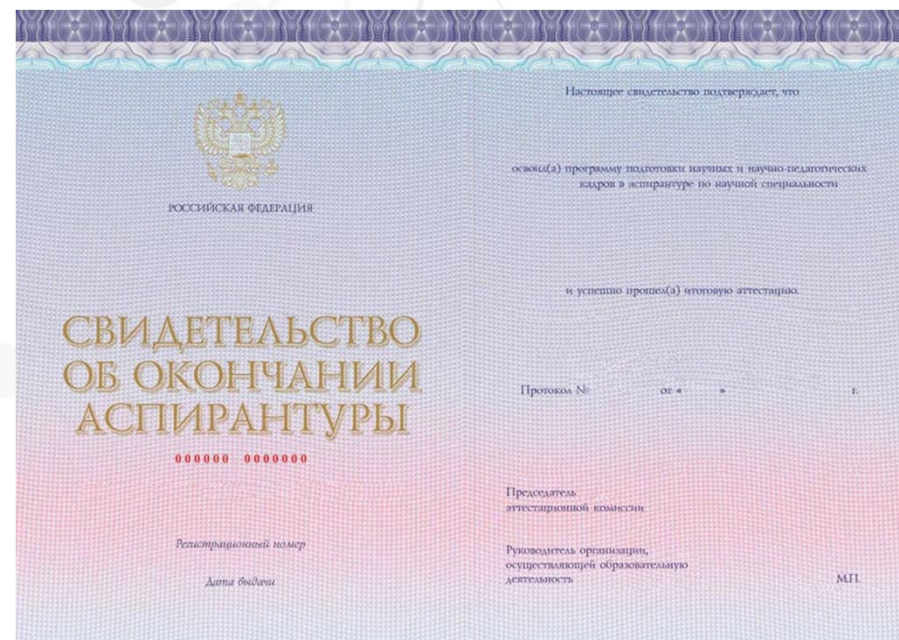 РОССИЙСКАЯ ФЕДЕРАЦИЯ
СВИДЕТЕЛЬСТВО
ОБ ОКОНЧАНИИ
АСПИРАНТУРЫ
000000 0000000
Регистрационный номер
Дата выдачи
Настоящее свидетельство подтверждает, что
освоил(а) программу подготовки научных и научно-педагогических
кадров в аспирантуре по научной специальности
и успешно прошел(а) итоговую аттестацию.
Протокол № от « » г.
Председатель
аттестационной комиссии
Руководитель организации,
осуществляющей образовательную
деятельность М.П.